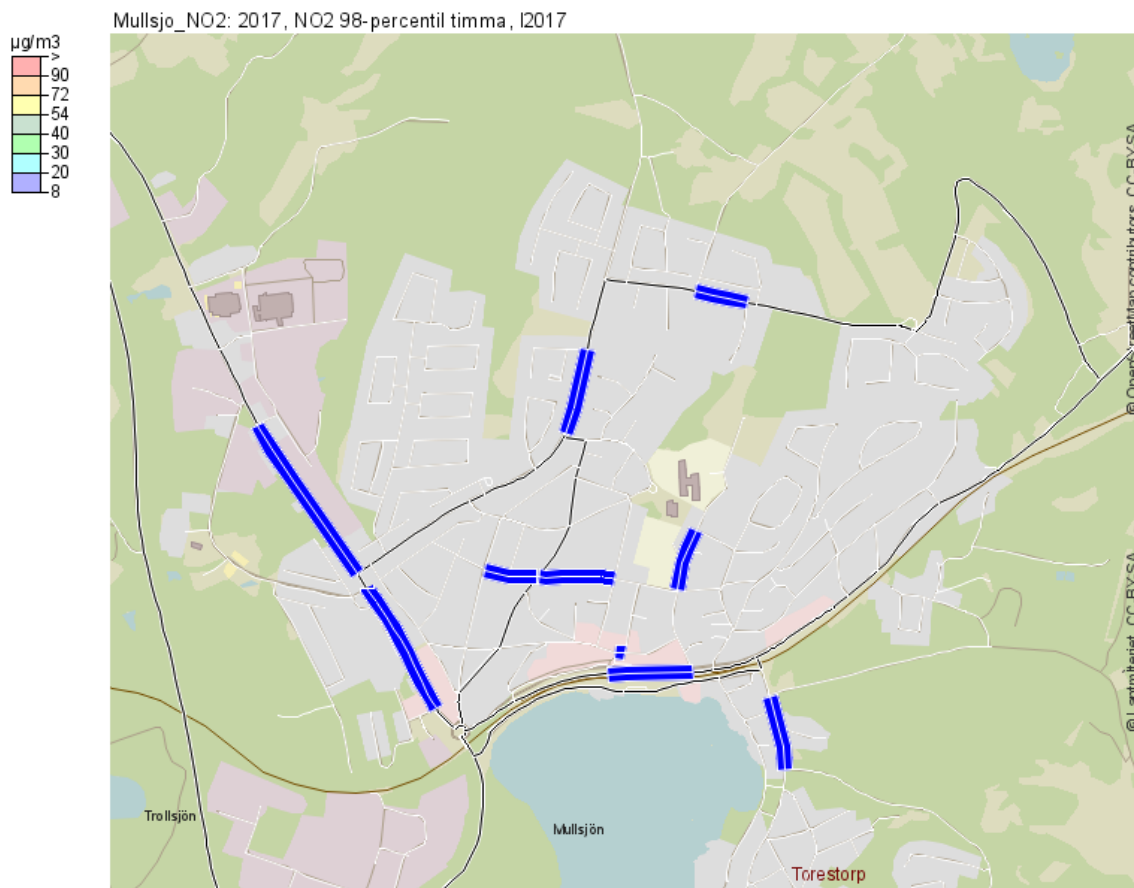 Mullsjo_NO2: 2017, NO2 98-percentil timma, I2017
µg/m3
>
90
72
54
40
30
20
8
© OpenStreetMap contributors, CC BY-SA
© Lantmäteriet, CC BY-SA
Trollsjön
Mullsjön
Torestorp